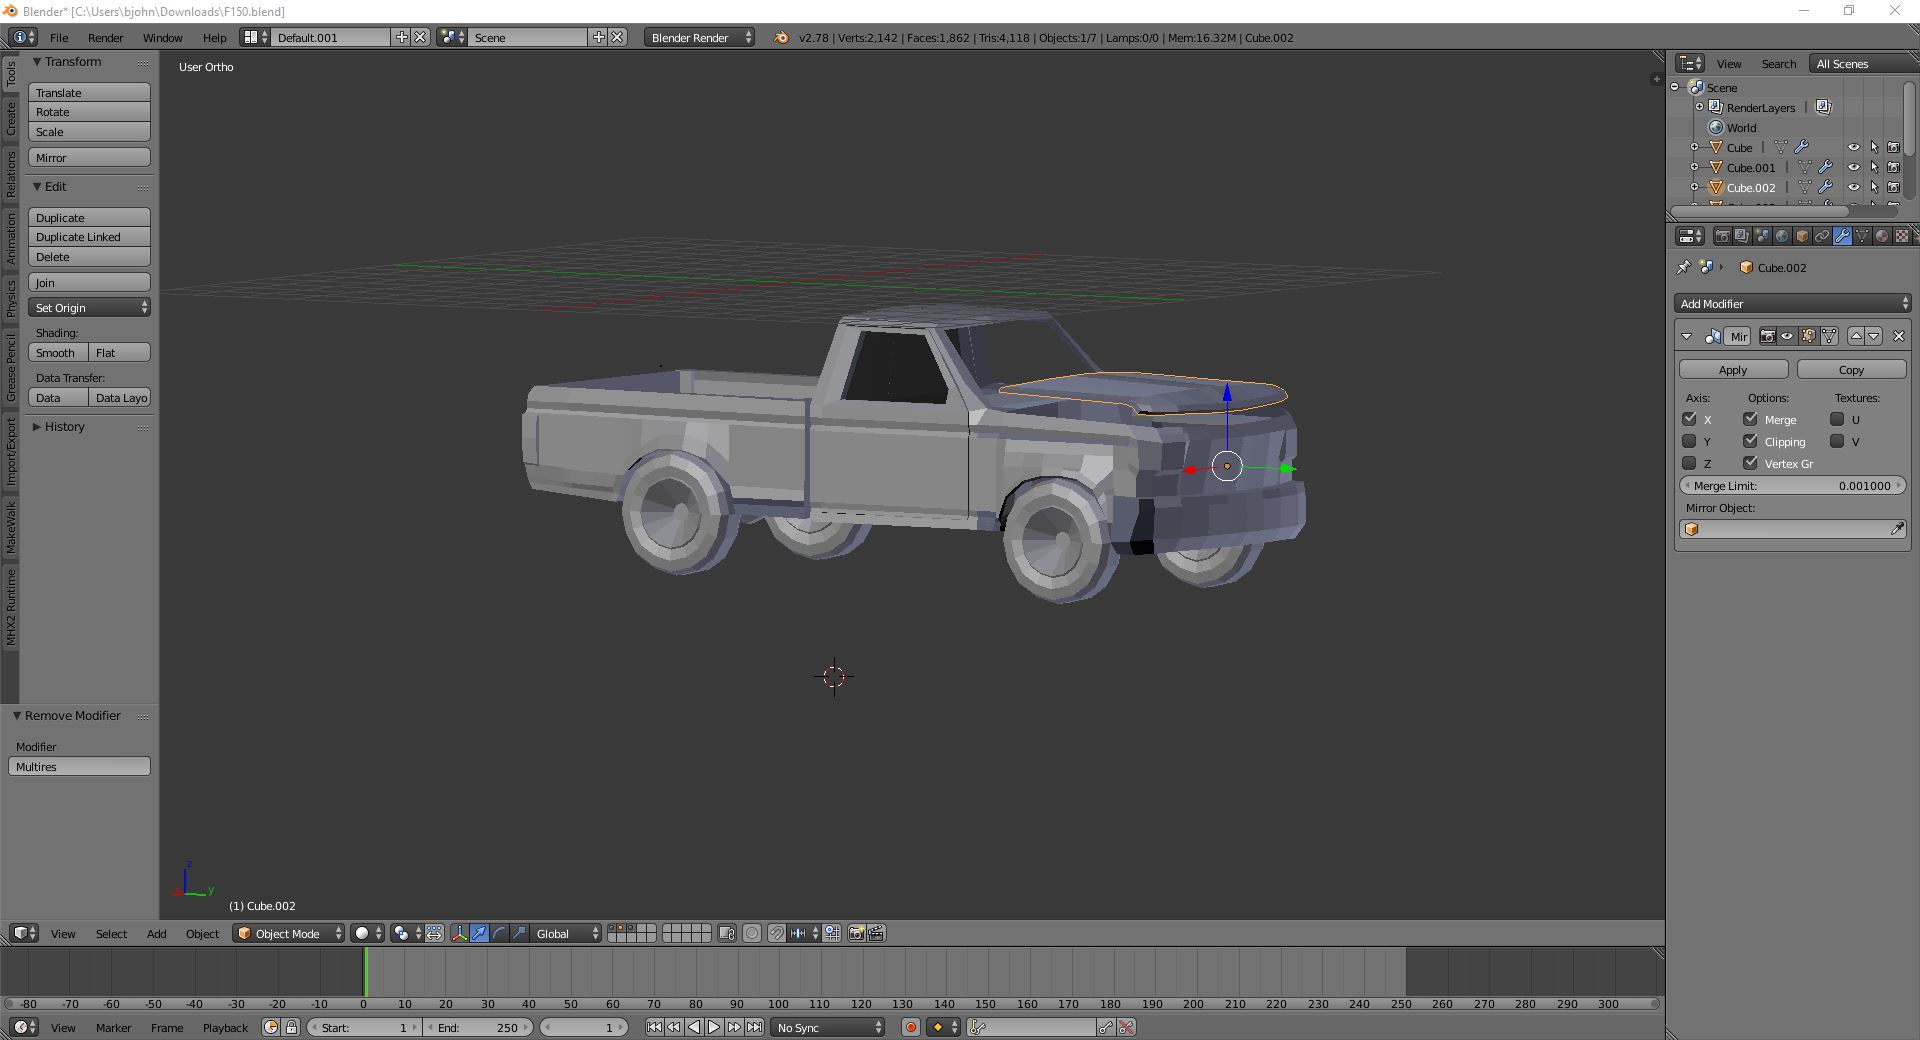 Blender* [C:\Users\bjohn\Downloads\F150.blend]
File Render Window Help Default.001 Scene Blender Render v2.78 | Verts:2,142 | Faces:1,862 | Tris:4,118 | Objects:1/7 | Lamps:0/0 | Mem:16.32M | Cube.002
Tools
Create
Relations
Animation
Physics
Grease Pencil
Import/Export
MakeWalk
MHX2 Runtime
Transform
Translate
Rotate
Scale
Mirror
Edit
Duplicate
Duplicate Linked
Delete
Join
Set Origin
Shading:
Smooth Flat
Data Transfer:
Data Data Layo
History
Remove Modifier
Modifier
Multires
User Ortho
z
x y
(1) Cube.002
View Search All Scenes
Scene
RenderLayers |
World
Cube |
Cube.001 |
Cube.002 |
Cube.002
Add Modifier
Mir
Apply Copy
Axis: Options: Textures:
X Merge U
Y Clipping V
Z Vertex Gr
Merge Limit: 0.001000
Mirror Object:
View Select Add Object Object Mode Global
-80 -70 -60 -50 -40 -30 -20 -10 0 10 20 30 40 50 60 70 80 90 100 110 120 130 140 150 160 170 180 190 200 210 220 230 240 250 260 270 280 290 300
View Marker Frame Playback Start: 1 End: 250 1 No Sync